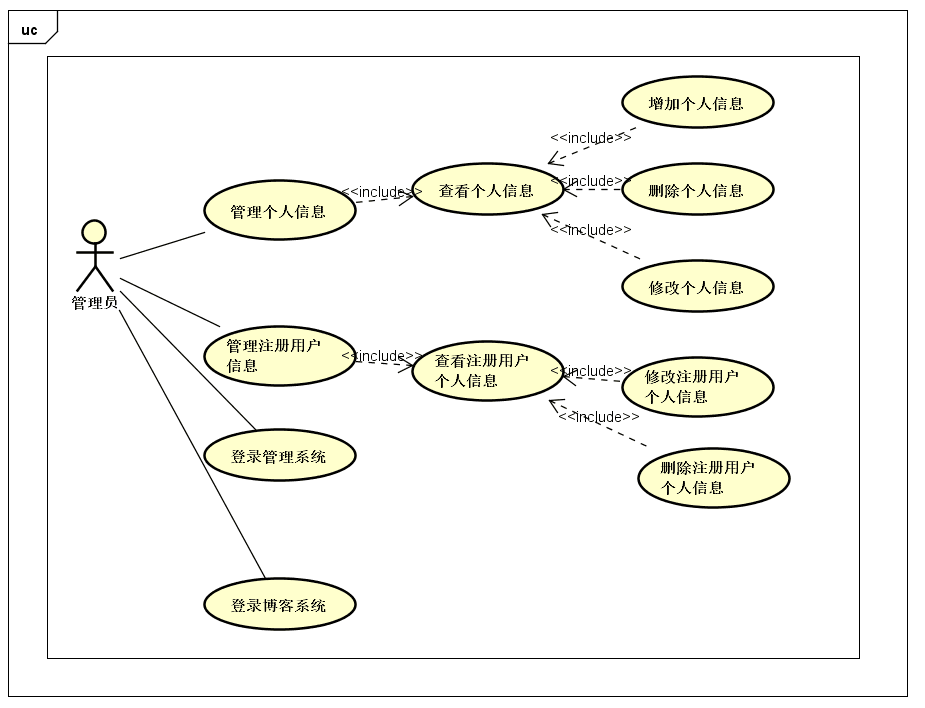 uc
增加个人信息
<<include>>
管理个人信息
<<include>>
查看个人信息
<<include>>
删除个人信息
<<include>>
修改个人信息
管理员
管理注册用户
信息
<<include>>
查看注册用户
个人信息
<<include>>
修改注册用户
个人信息
<<include>>
删除注册用户
个人信息
登录管理系统
登录博客系统